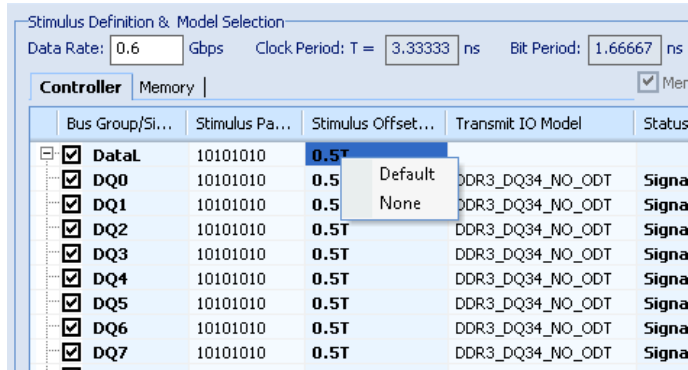 Stimulus Definition & Model Selection
Data Rate: 0.6 Gbps Clock Period: T = 3.33333 ns Bit Period: 1.66667 ns
Controller Memory Mer
Bus Group/Si... Stimulus Pa... Stimulus Offset... Transmit IO Model Status
DataL 10101010 0.5T
Default
DQ0 10101010 0.5 DDR3_DQ34_NO_ODT Signa
None
DQ1 10101010 0.5 DDR3_DQ34_NO_ODT Signa
DQ2 10101010 0.5T DDR3_DQ34_NO_ODT Signa
DQ3 10101010 0.5T DDR3_DQ34_NO_ODT Signa
DQ4 10101010 0.5T DDR3_DQ34_NO_ODT Signa
DQ5 10101010 0.5T DDR3_DQ34_NO_ODT Signa
DQ6 10101010 0.5T DDR3_DQ34_NO_ODT Signa
DQ7 10101010 0.5T DDR3_DQ34_NO_ODT Signa